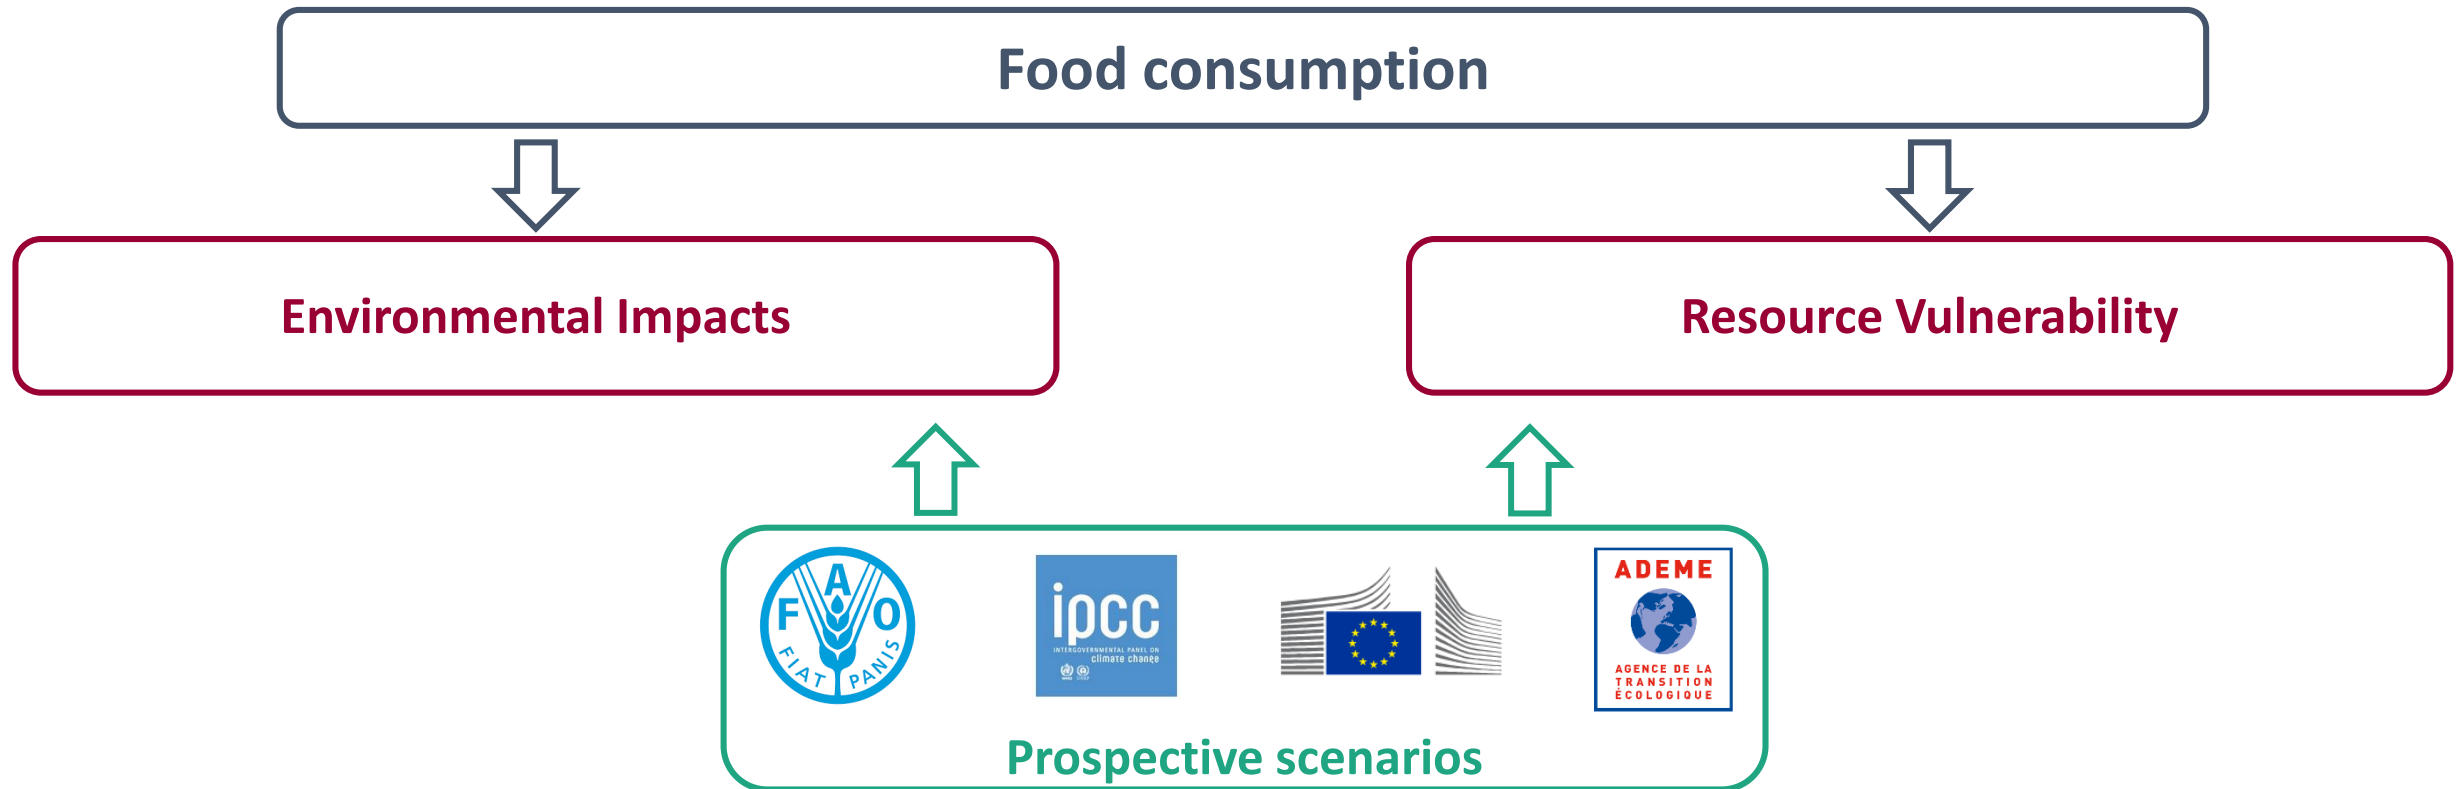 Food consumption
Environmental Impacts
Resource Vulnerability
F A O
FIAT PANIS
ipcc
INTERGOVERNMENTAL PANEL ON
climate change
ADEME
AGENCE DE LA
TRANSITION
ÉCOLOGIQUE
Prospective scenarios